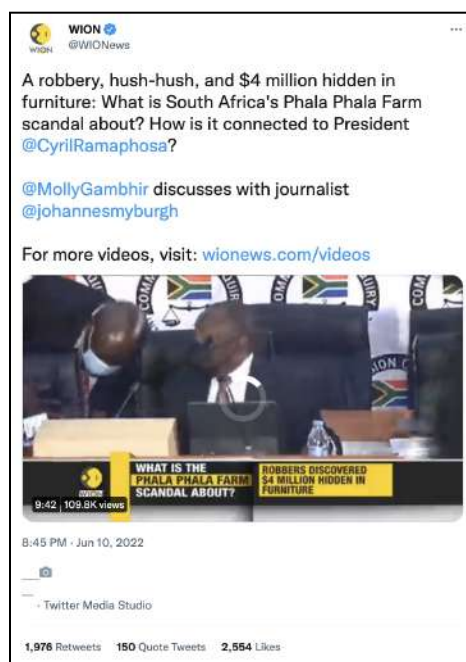 WION
@WIONews
WION
A robbery, hush-hush, and $4 million hidden in
furniture: What is South Africa's Phala Phala Farm
scandal about? How is it connected to President
@CyrilRamaphosa?
@MollyGambhir discusses with journalist
@johannesmyburgh
For more videos, visit: wionews.com/videos
WHAT IS THE
PHALA PHALA FARM
SCANDAL ABOUT?
ROBBERS DISCOVERED
$4 MILLION HIDDEN IN
FURNITURE
WION
9:42 109.8K views
8:45 PM · Jun 10, 2022
· Twitter Media Studio
1,976 Retweets 150 Quote Tweets 2,554 Likes